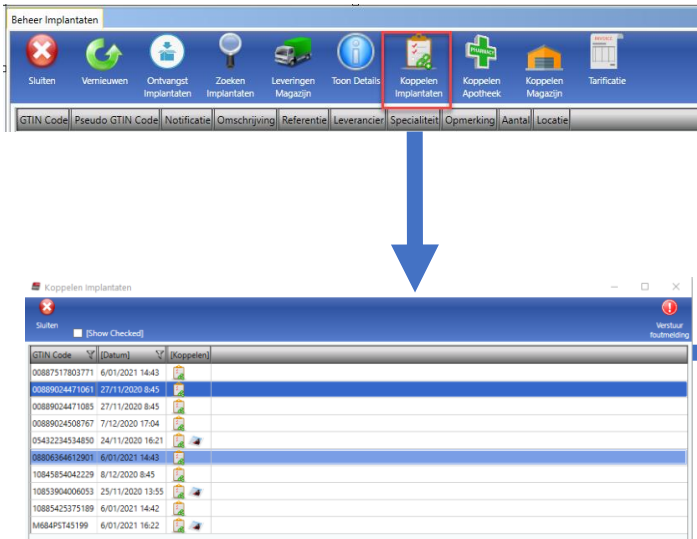 Beheer Implantaten
Sluiten Vernieuwen Ontvangst Implantaten Zoeken Implantaten Leveringen Magazijn Toon Details Koppelen Implantaten Koppelen Apotheek Koppelen Magazijn Tarificatie
GTIN Code Pseudo GTIN Code Notificatie Omschrijving Referentie Leverancier Specialiteit Opmerking Aantal Locatie
Koppelen implantaten
Sluiten
[Show Checked]
Verstuur
foutmelding
GTIN Code [Datum] [Koppelen]
00887517803771 6/01/2021 14:43
00889024471061 27/11/2020 8:45
00889024471085 27/11/2020 8:45
00889024508767 7/12/2020 17:04
05432234534850 24/11/2020 16:21
08806364612901 6/01/2021 14:43
10845854042229 8/12/2020 8:45
10853904006053 25/11/2020 13:55
10885425375189 6/01/2021 14:42
M684PST45199 6/01/2021 16:22